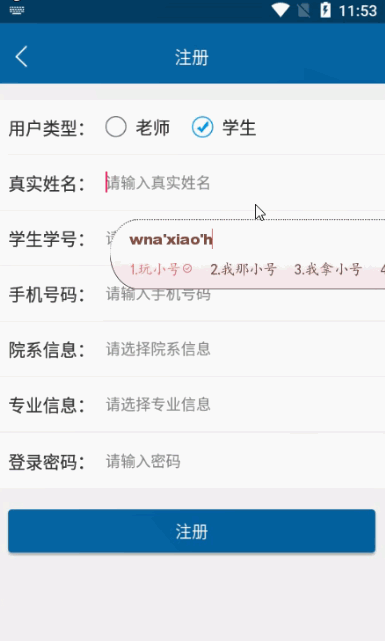 11:53
注册
用户类型： 老师 学生
真实姓名： 请输入真实姓名
学生学号：
wna'xiao'h
1.玩小号 2.我那小号 3.我拿小号 4
手机号码： 请输入手机号码
院系信息： 请选择院系信息
专业信息： 请选择专业信息
登录密码： 请输入密码
注册